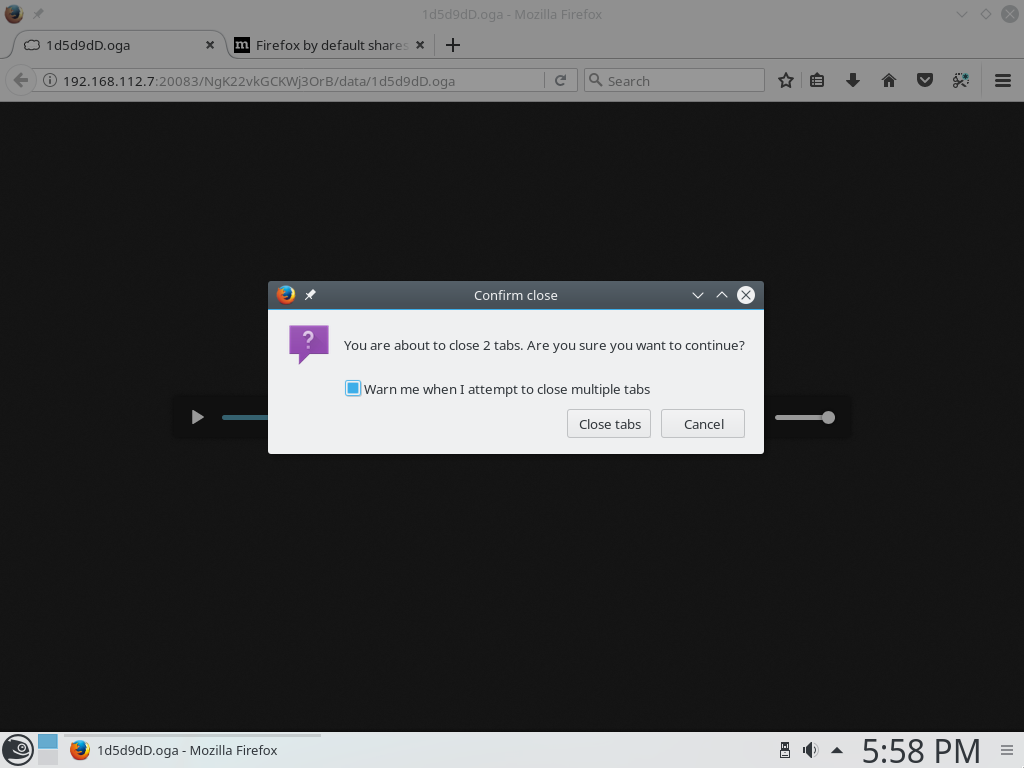 1d5d9dD.oga - Mozilla Firefox
1d5d9dD.oga
m
Firefox by default shares
192.168.112.7:20083/NgK22vkGCKWj3OrB/data/1d5d9dD.oga
Search
Confirm close
?
You are about to close 2 tabs. Are you sure you want to continue?
Warn me when I attempt to close multiple tabs
Close tabs
Cancel
1d5d9dD.oga - Mozilla Firefox
5:58 PM